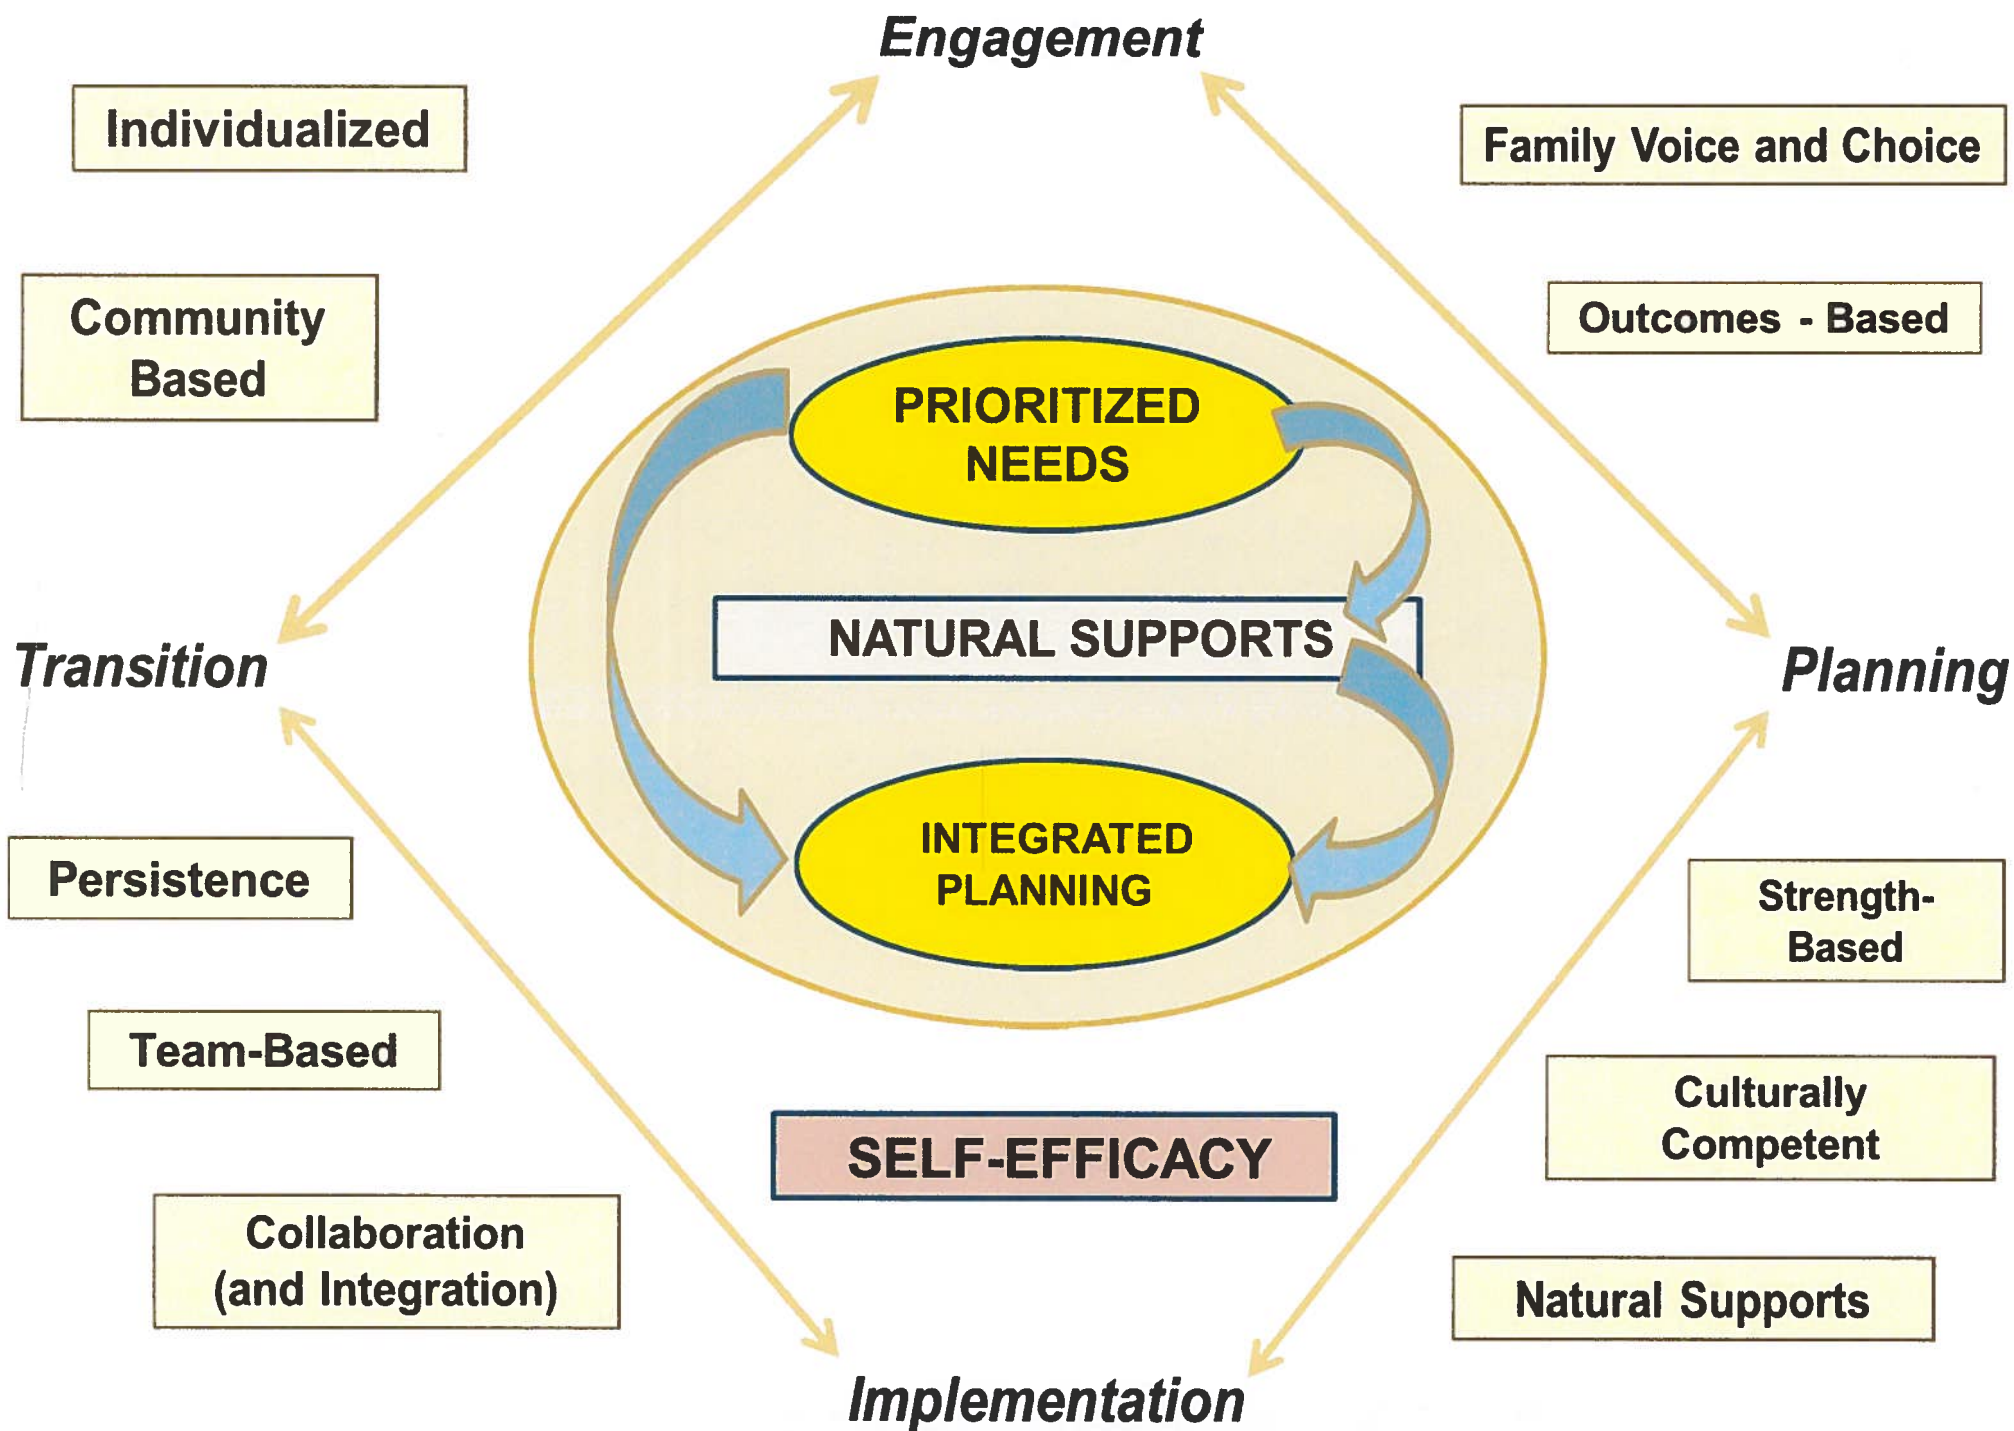 Engagement
Individualized
Family Voice and Choice
Community
Based
Outcomes - Based
PRIORITIZED
NEEDS
NATURAL SUPPORTS
Transition
Planning
INTEGRATED
PLANNING
Persistence
Strength-
Based
Team-Based
Culturally
Competent
SELF-EFFICACY
Collaboration
(and Integration)
Natural Supports
Implementation